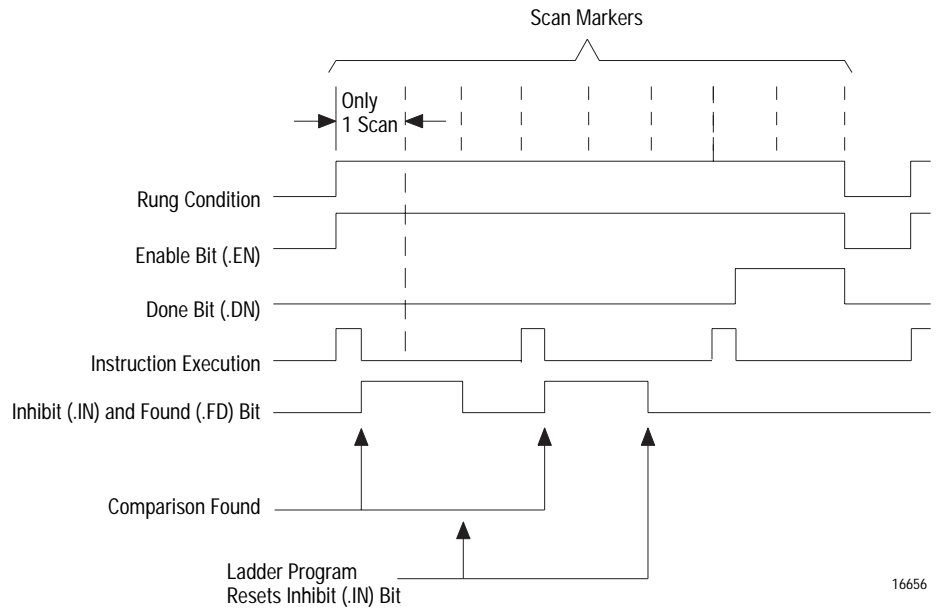 Scan Markers
Only
1 Scan
Rung Condition
Enable Bit (.EN)
Done Bit (.DN)
Instruction Execution
Inhibit (.IN) and Found (.FD) Bit
Comparison Found
Ladder Program
Resets Inhibit (.IN) Bit
16656